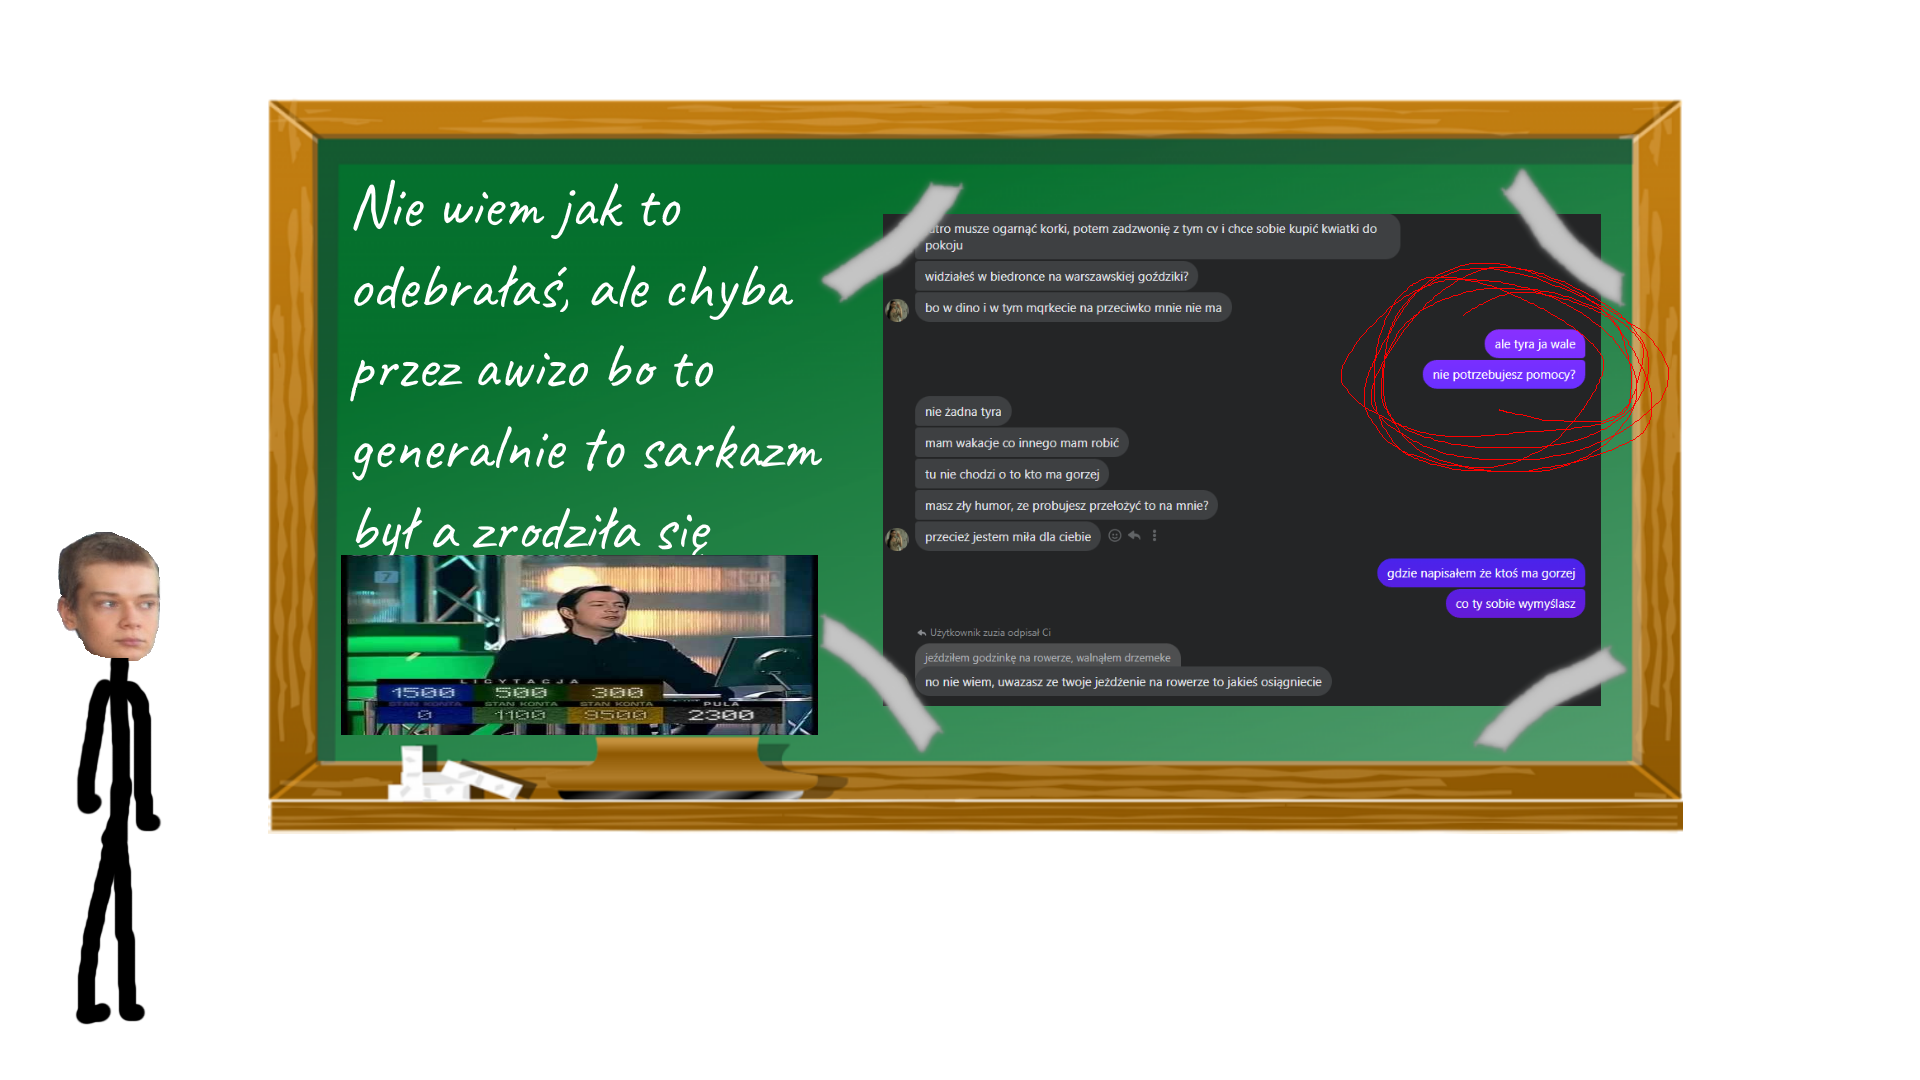 Nie wiem jak to
odebrałaś, ale chyba
przez awizo bo to
generalnie to sarkazm
był a zrodziła się
7
LICYTACJA
1500 500 300
STAN KONTA STAN KONTA STAN KONTA PULA
0 1100 9500 2300
utro musze ogarnąć korki, potem zadzwonię z tym cv i chce sobie kupić kwiatki do
pokoju
widziałeś w biedronce na warszawskiej goździki?
bo w dino i w tym mqrkecie na przeciwko mnie nie ma
ale tyra ja wale
nie potrzebujesz pomocy?
nie żadna tyra
mam wakacje co innego mam robić
tu nie chodzi o to kto ma gorzej
masz zły humor, ze probujesz przełożyć to na mnie?
przecież jestem miła dla ciebie
gdzie napisałem że ktoś ma gorzej
co ty sobie wymyślasz
Użytkownik zuzia odpisał Ci
jeździłem godzinkę na rowerze, walnąłem drzemeke
no nie wiem, uwazasz ze twoje jeżdżenie na rowerze to jakieś osiągniecie